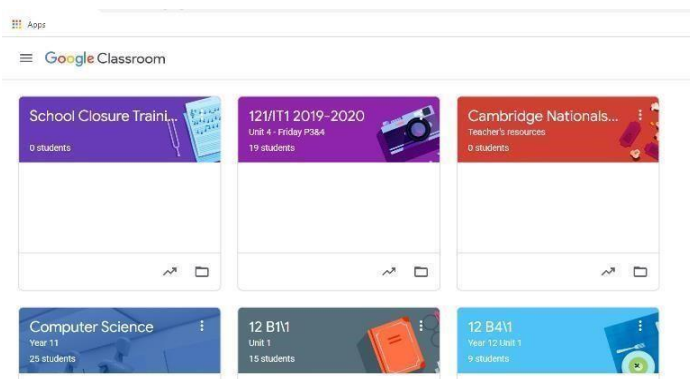 Apps
Google Classroom
School Closure Traini...
0 students
121/IT1 2019-2020
Unit 4 - Friday P3&4
19 students
Cambridge Nationals...
Teacher's resources
0 students
Computer Science
Year 11
25 students
12 B1\1
Unit 1
15 students
12 B4\1
Year 12 Unit 1
9 students